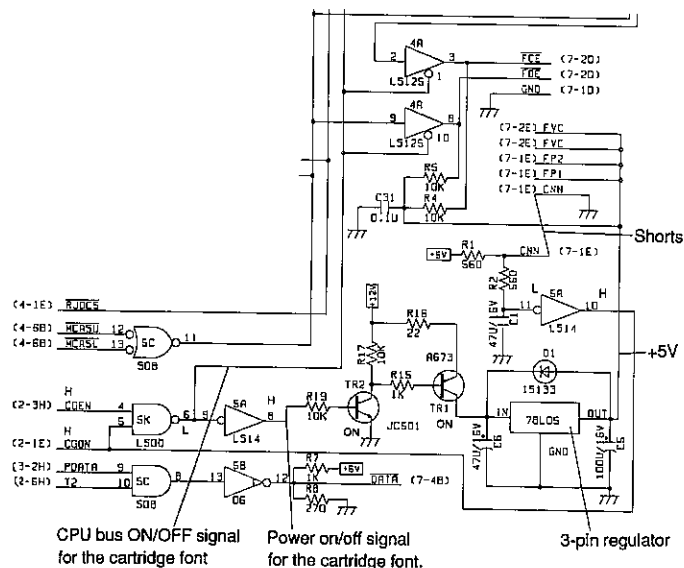 4A
2 3 FCE (7-2D)
1 FOE (7-2D)
LS125 GND (7-1D)
4A
9 8
LS125 10
(7-2E) FVC
(7-2E) FVC
(7-1E) FP2
(7-1E) FP1
(7-1E) CNN
R5
10K
R4
10K
C31
0.1U
Shorts
R1
+5V
560
CNN (7-1E)
R2
560
L 5A H
11 10
LS14
47U/16V
C1
(4-1E) RJOCS
(4-6B) MCASU 12
(4-6B) MCASL 13
5C
S08
11
+12V
R16
22
R17
10K
A673
+5V
D1
1S133
H
(2-3H) CGEN 4
5K
LS00
5
6
L
9 5A 8
LS14
H
R19
10K
TR2
R15
1K
ON
JC501
TR1
ON
IN 78L05 OUT
GND
47U/16V
C6
100U/16V
C5
H
(2-1E) CGON
(3-2H) PDATA 9
(2-6H) T2 10
5C
S08
8
13 5B 12
06
R7
1K
+5V
R8
270
DATA (7-4B)
CPU bus ON/OFF signal
for the cartridge font
Power on/off signal
for the cartridge font.
3-pin regulator